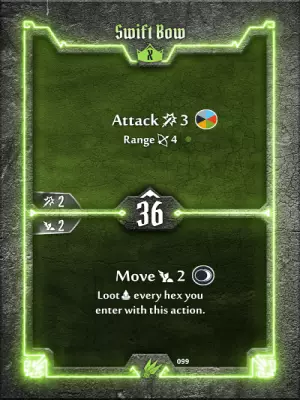 Swift Bow
X
Attack 3
Range 4
2
36
2
Move 2
Loot every hex you
enter with this action.
099